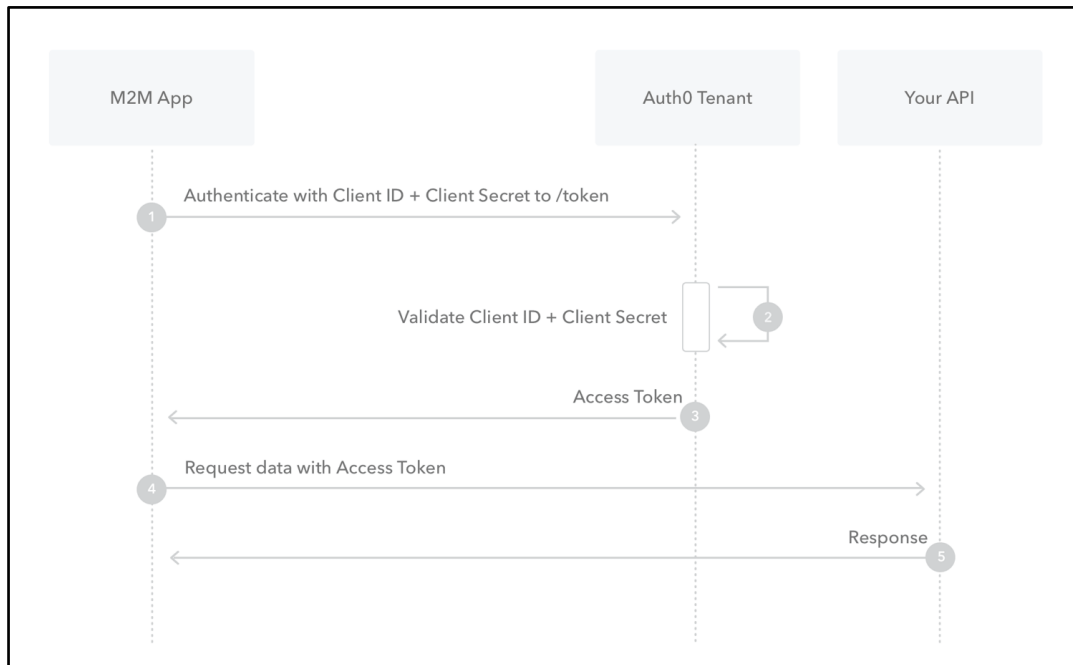 M2M App
Auth0 Tenant
Your API
Authenticate with Client ID + Client Secret to /token
1
Validate Client ID + Client Secret
2
Access Token
3
Request data with Access Token
4
Response
5